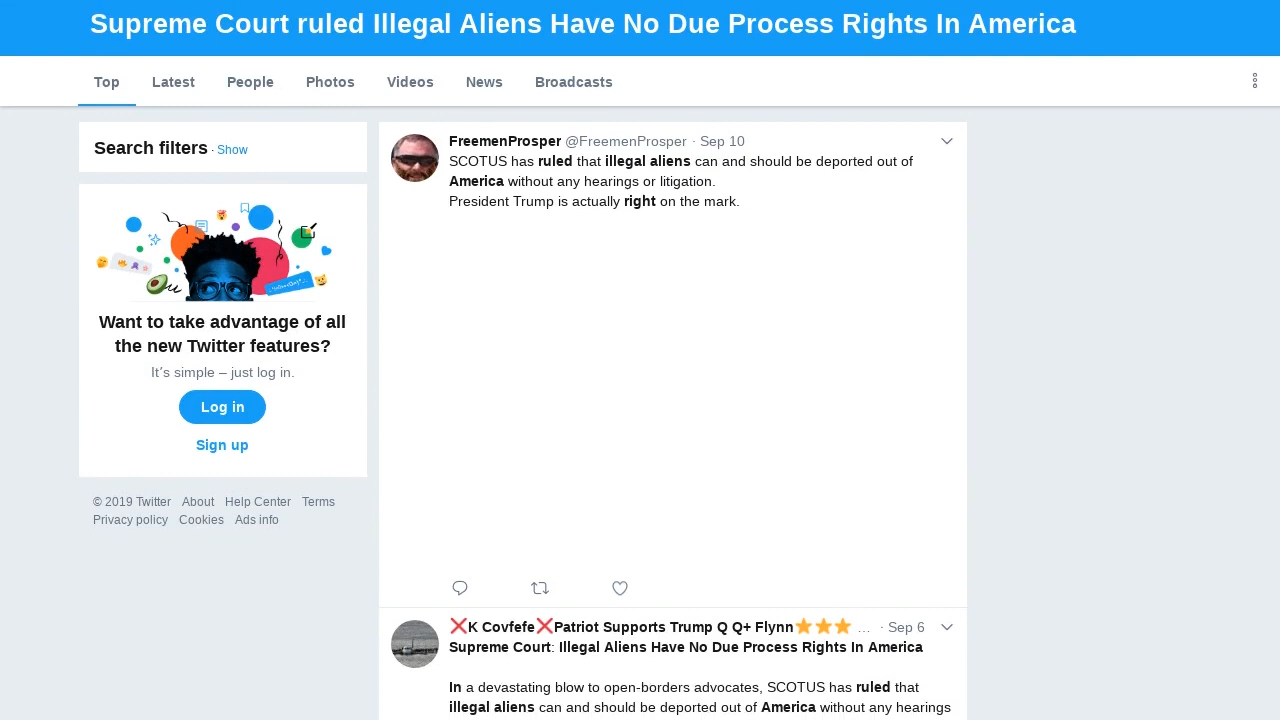 Supreme Court ruled Illegal Aliens Have No Due Process Rights In America
Top Latest People Photos Videos News Broadcasts
Search filters · Show
Want to take advantage of all
the new Twitter features?
It's simple – just log in.
Log in
Sign up
© 2019 Twitter About Help Center Terms
Privacy policy Cookies Ads info
FreemenProsper @FreemenProsper · Sep 10
SCOTUS has ruled that illegal aliens can and should be deported out of
America without any hearings or litigation.
President Trump is actually right on the mark.
❌K Covfefe❌Patriot Supports Trump Q Q+ Flynn⭐⭐⭐ … · Sep 6
Supreme Court: Illegal Aliens Have No Due Process Rights In America
In a devastating blow to open-borders advocates, SCOTUS has ruled that
illegal aliens can and should be deported out of America without any hearings